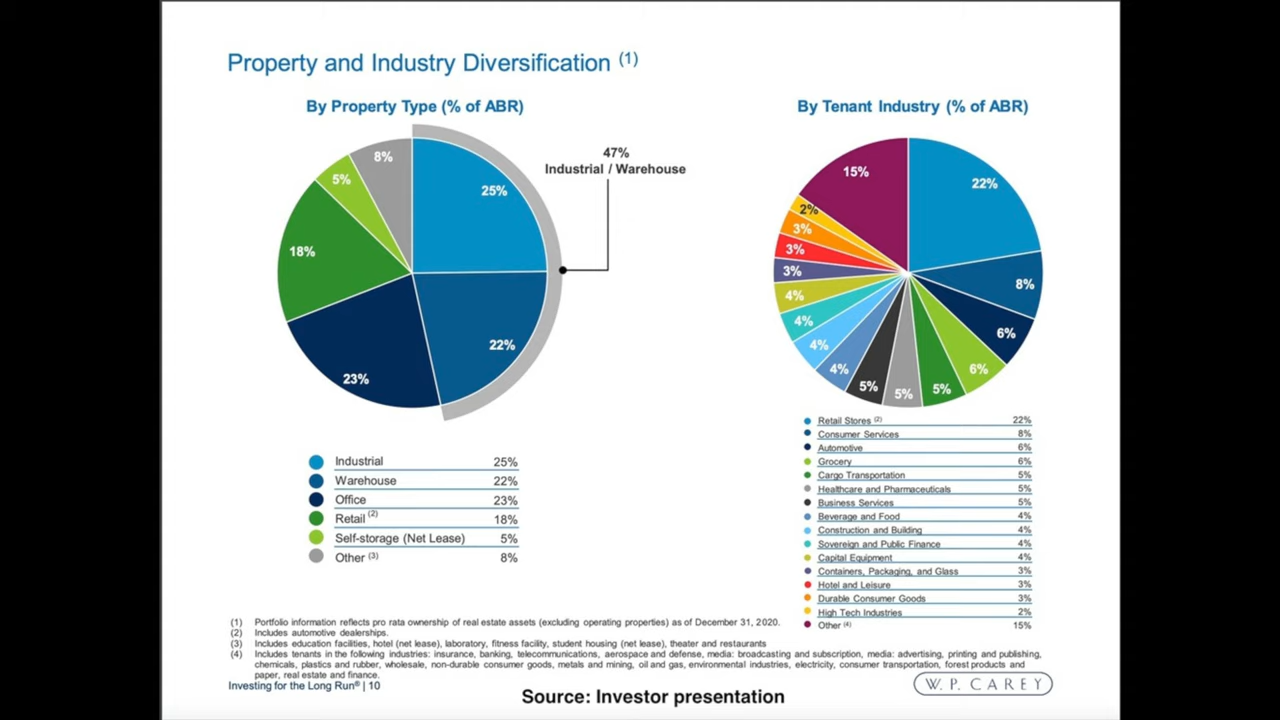 Property and Industry Diversification (1)
By Property Type (% of ABR)
8%
5%
25%
18%
22%
23%
47%
Industrial / Warehouse
Industrial 25%
Warehouse 22%
Office 23%
Retail (2) 18%
Self-storage (Net Lease) 5%
Other (3) 8%
By Tenant Industry (% of ABR)
15%
22%
2%
3%
3%
3%
8%
4%
4%
6%
4%
4%
6%
5%
5%
5%
Retail Stores (2) 22%
Consumer Services 8%
Automotive 6%
Grocery 6%
Cargo Transportation 5%
Healthcare and Pharmaceuticals 5%
Business Services 5%
Beverage and Food 4%
Construction and Building 4%
Sovereign and Public Finance 4%
Capital Equipment 4%
Containers, Packaging, and Glass 3%
Hotel and Leisure 3%
Durable Consumer Goods 3%
High Tech Industries 2%
Other (4) 15%
(1) Portfolio information reflects pro rata ownership of real estate assets (excluding operating properties) as of December 31, 2020.
(2) Includes automotive dealerships.
(3) Includes education facilities, hotel (net lease), laboratory, fitness facility, student housing (net lease), theater and restaurants
(4) Includes tenants in the following industries: insurance, banking, telecommunications, aerospace and defense, media: broadcasting and subscription, media: advertising, printing and publishing,
chemicals, plastics and rubber, wholesale, non-durable consumer goods, metals and mining, oil and gas, environmental industries, electricity, consumer transportation, forest products and
paper, real estate and finance.
Investing for the Long Run® | 10
Source: Investor presentation
W. P. CAREY